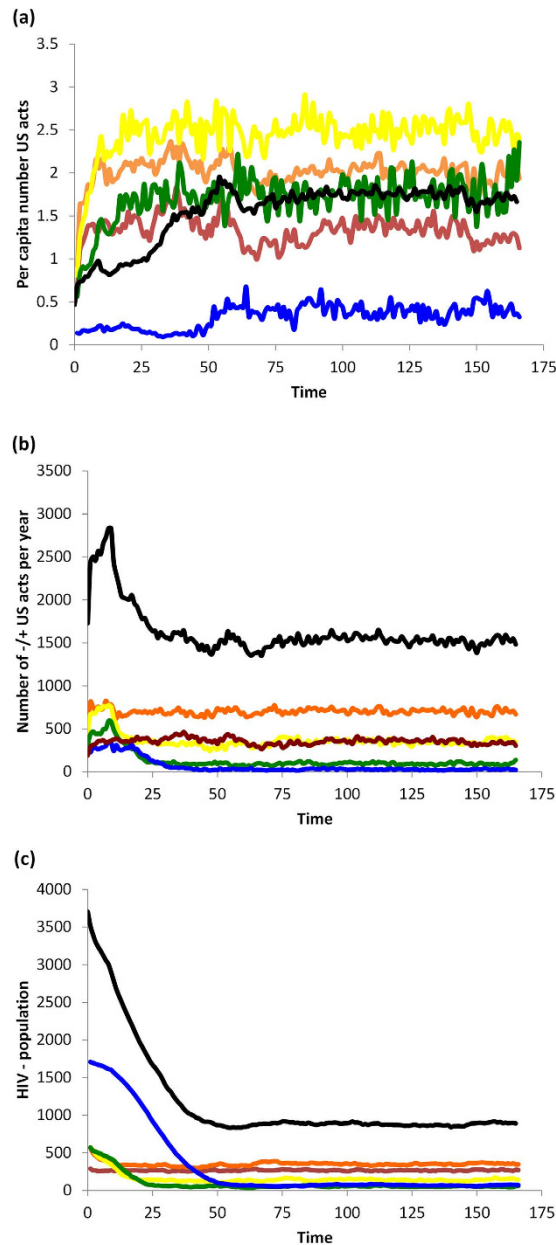 (a)
Per capita number US acts
3.5
3
2.5
2
1.5
1
0.5
0
0 25 50 75 100 125 150 175
Time
(b)
Number of -/+ US acts per year
3500
3000
2500
2000
1500
1000
500
0
0 25 50 75 100 125 150 175
Time
(c)
HIV - population
4000
3500
3000
2500
2000
1500
1000
500
0
0 25 50 75 100 125 150 175
Time